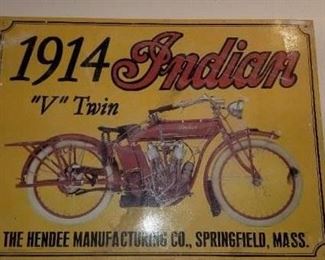 1914 Indian
"V" Twin
THE HENDEE MANUFACTURING CO., SPRINGFIELD, MASS.